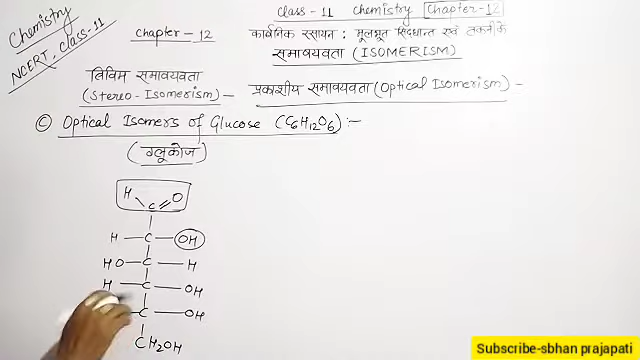 Chemistry
NCERT, class-11
Class-11 Chemistry Chapter-12
Chapter-12
कार्बनिक रसायन : मूलभूत सिद्धान्त एवं तकनीकें
समावयवता (ISOMERISM)
त्रिविम समावयवता
(Stereo-Isomerism)-
प्रकाशीय समावयवता (Optical Isomerism) -
© Optical Isomers of Glucose (C6H12O6) :-
(ग्लूकोज)
H O
C
H C OH
HO C H
H C OH
C OH
CH2OH
Subscribe-sbhan prajapati